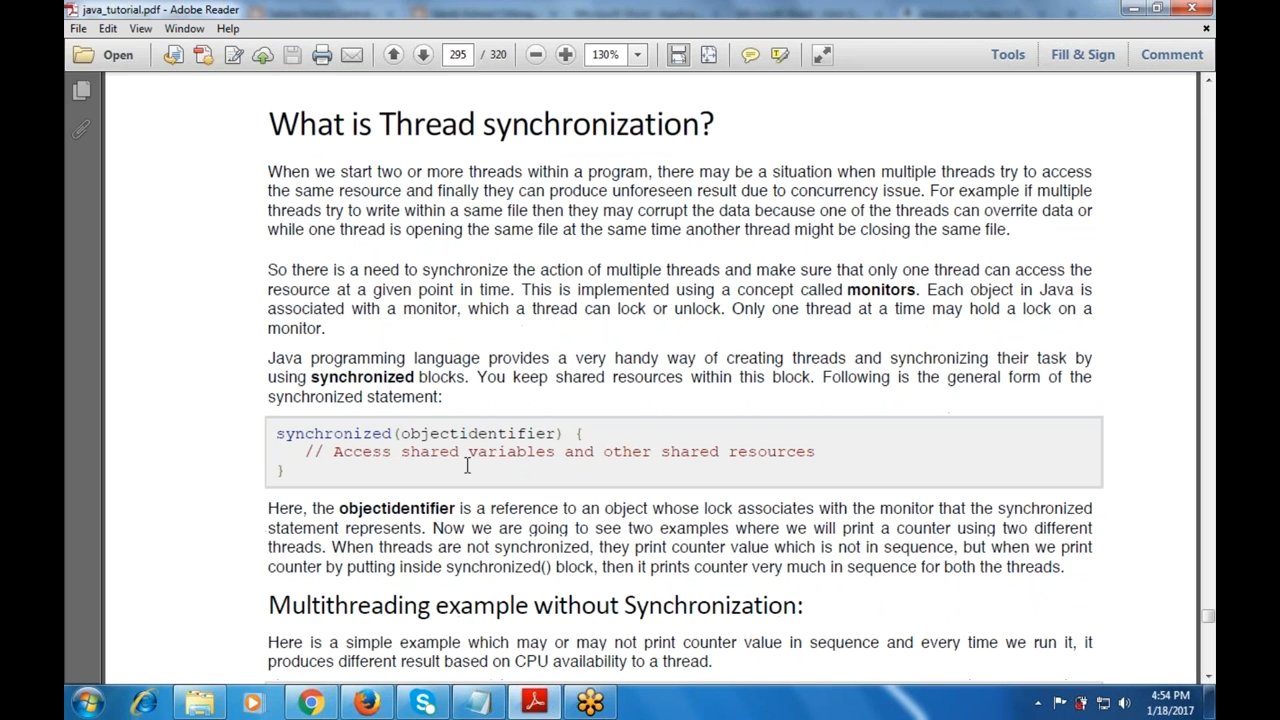 java_tutorial.pdf - Adobe Reader
File Edit View Window Help
Open 295 / 320 130% Tools Fill & Sign Comment
What is Thread synchronization?
When we start two or more threads within a program, there may be a situation when multiple threads try to access
the same resource and finally they can produce unforeseen result due to concurrency issue. For example if multiple
threads try to write within a same file then they may corrupt the data because one of the threads can overrite data or
while one thread is opening the same file at the same time another thread might be closing the same file.
So there is a need to synchronize the action of multiple threads and make sure that only one thread can access the
resource at a given point in time. This is implemented using a concept called monitors. Each object in Java is
associated with a monitor, which a thread can lock or unlock. Only one thread at a time may hold a lock on a
monitor.
Java programming language provides a very handy way of creating threads and synchronizing their task by
using synchronized blocks. You keep shared resources within this block. Following is the general form of the
synchronized statement:
synchronized(objectidentifier) {
// Access shared variables and other shared resources
}
Here, the objectidentifier is a reference to an object whose lock associates with the monitor that the synchronized
statement represents. Now we are going to see two examples where we will print a counter using two different
threads. When threads are not synchronized, they print counter value which is not in sequence, but when we print
counter by putting inside synchronized() block, then it prints counter very much in sequence for both the threads.
Multithreading example without Synchronization:
Here is a simple example which may or may not print counter value in sequence and every time we run it, it
produces different result based on CPU availability to a thread.
4:54 PM
1/18/2017